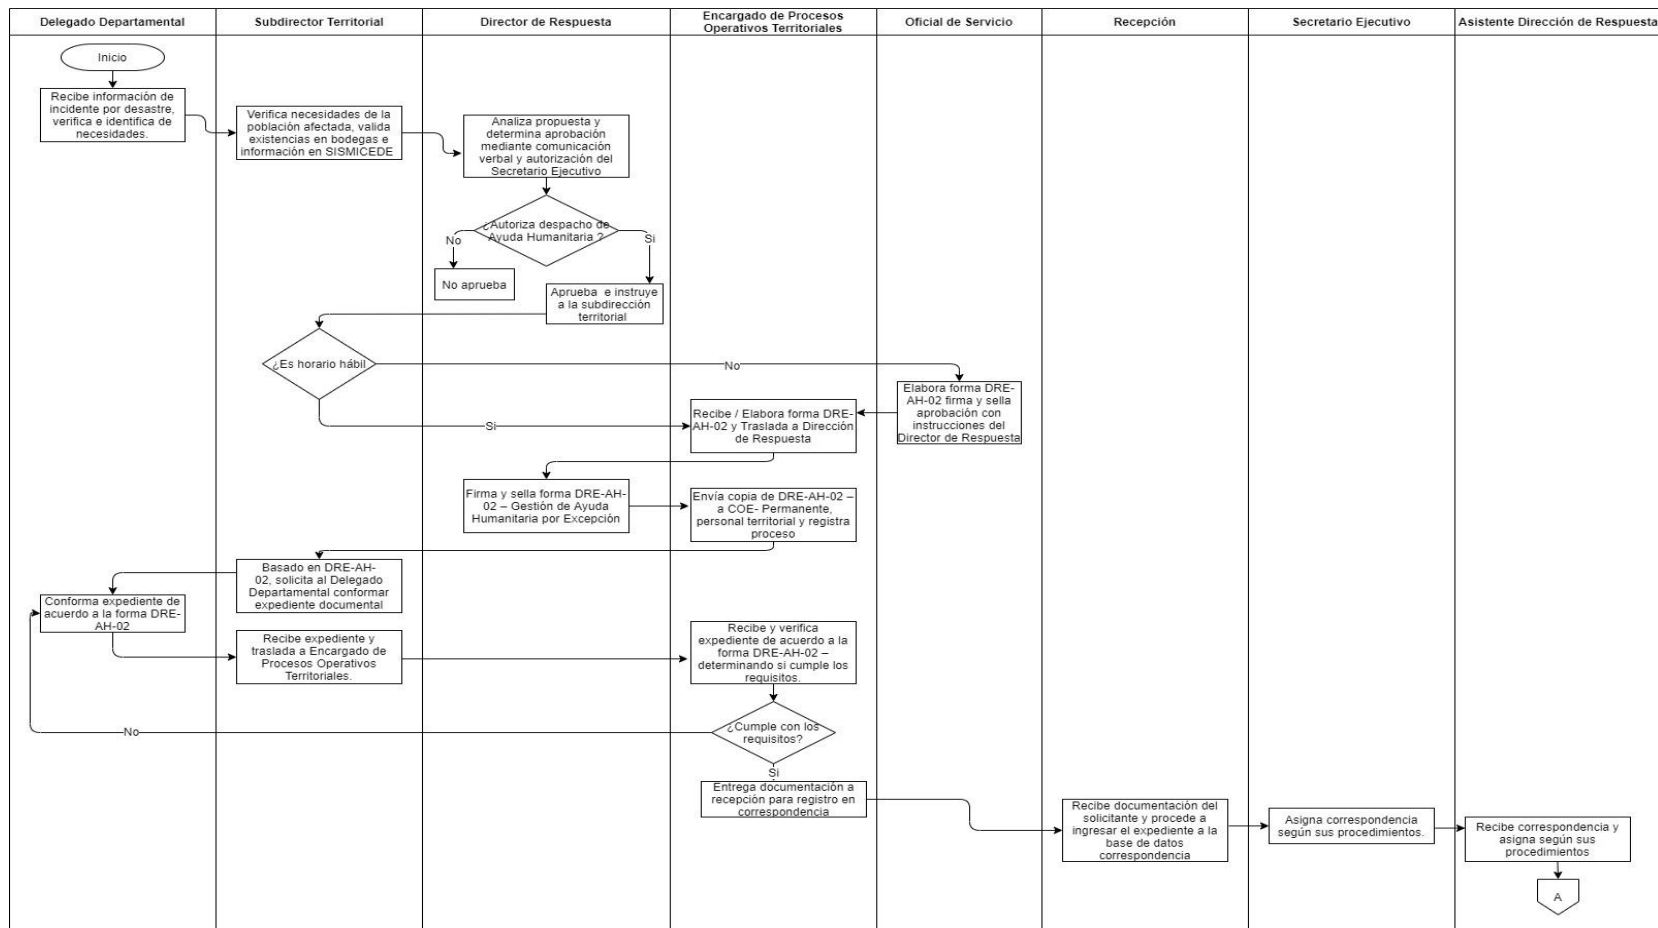 Delegado Departamental
Subdirector Territorial
Director de Respuesta
Encargado de Procesos
Operativos Territoriales
Oficial de Servicio
Recepción
Secretario Ejecutivo
Asistente Dirección de Respuesta
Inicio
Recibe información de
incidente por desastre,
verifica e identifica de
necesidades.
Verifica necesidades de la
población afectada, valida
existencias en bodegas e
información en SISMICEDE
Analiza propuesta y
determina aprobación
mediante comunicación
verbal y autorización del
Secretario Ejecutivo
¿Autoriza despacho de
Ayuda Humanitaria ?
No
Si
No aprueba
Aprueba e instruye
a la subdirección
territorial
¿Es horario hábil
No
Si
Elabora forma DRE-
AH-02 firma y sella
aprobación con
instrucciones del
Director de Respuesta
Recibe / Elabora forma DRE-
AH-02 y Traslada a Dirección
de Respuesta
Firma y sella forma DRE-AH-
02 – Gestión de Ayuda
Humanitaria por Excepción
Envía copia de DRE-AH-02 –
a COE- Permanente,
personal territorial y registra
proceso
Basado en DRE-AH-
02, solicita al Delegado
Departamental conformar
expediente documental
Conforma expediente de
acuerdo a la forma DRE-
AH-02
Recibe expediente y
traslada a Encargado de
Procesos Operativos
Territoriales.
Recibe y verifica
expediente de acuerdo a la
forma DRE-AH-02 –
determinando si cumple los
requisitos.
¿Cumple con los
requisitos?
No
Si
Entrega documentación a
recepción para registro en
correspondencia
Recibe documentación del
solicitante y procede a
ingresar el expediente a la
base de datos
correspondencia
Asigna correspondencia
según sus procedimientos.
Recibe correspondencia y
asigna según sus
procedimientos
A